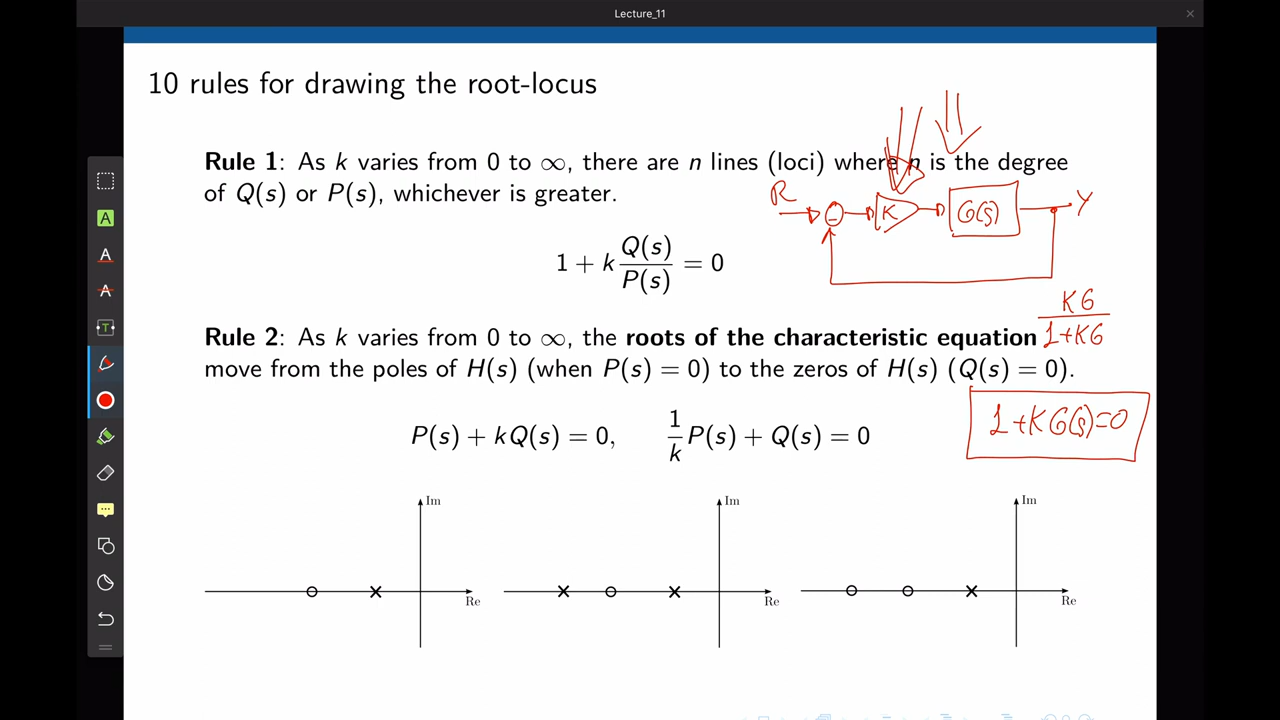 Lecture_11
10 rules for drawing the root-locus
Rule 1: As k varies from 0 to ∞, there are n lines (loci) where n is the degree
of Q(s) or P(s), whichever is greater.
R
K
G(s)
Y
1 + k Q(s)/P(s) = 0
KG/1+KG
Rule 2: As k varies from 0 to ∞, the roots of the characteristic equation
move from the poles of H(s) (when P(s) = 0) to the zeros of H(s) (Q(s) = 0).
1+KG(s)=0
P(s) + kQ(s) = 0, 1/k P(s) + Q(s) = 0
Im
Re
Im
Re
Im
Re